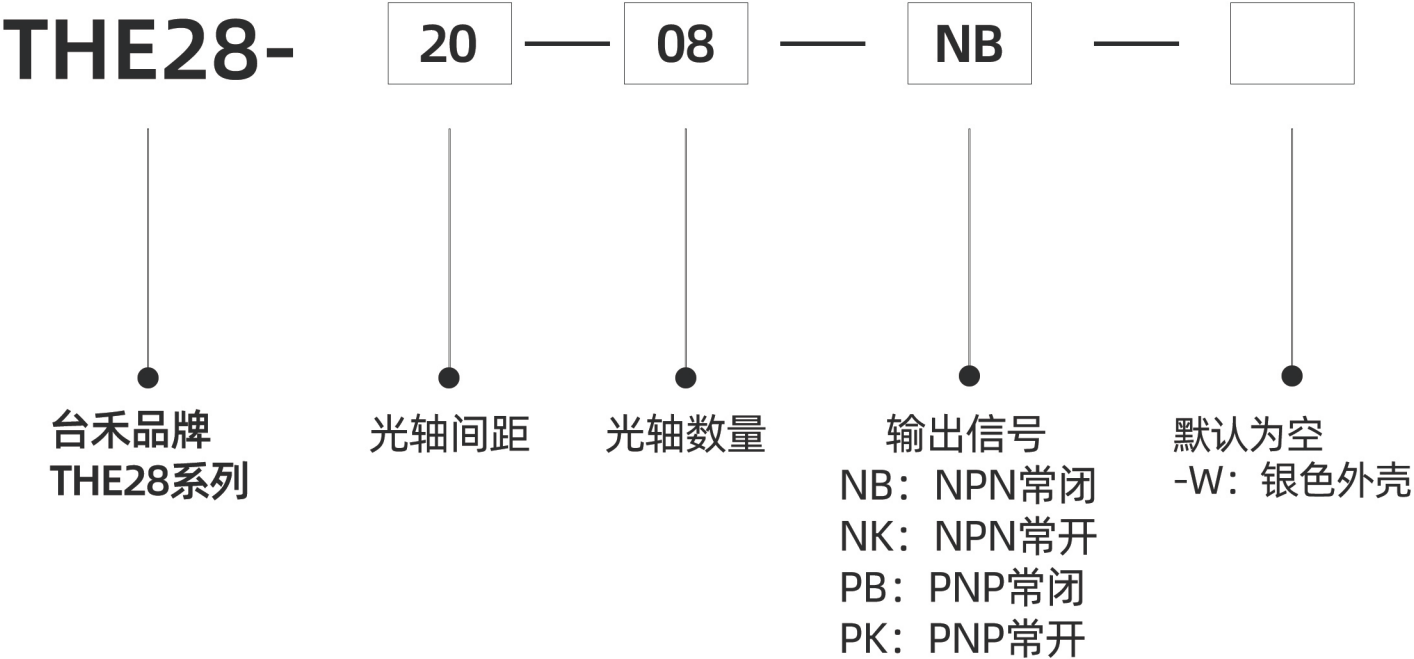 THE28- 20 — 08 — NB —
台禾品牌
THE28系列
光轴间距
光轴数量
输出信号
NB：NPN常闭
NK：NPN常开
PB：PNP常闭
PK：PNP常开
默认为空
-W：银色外壳